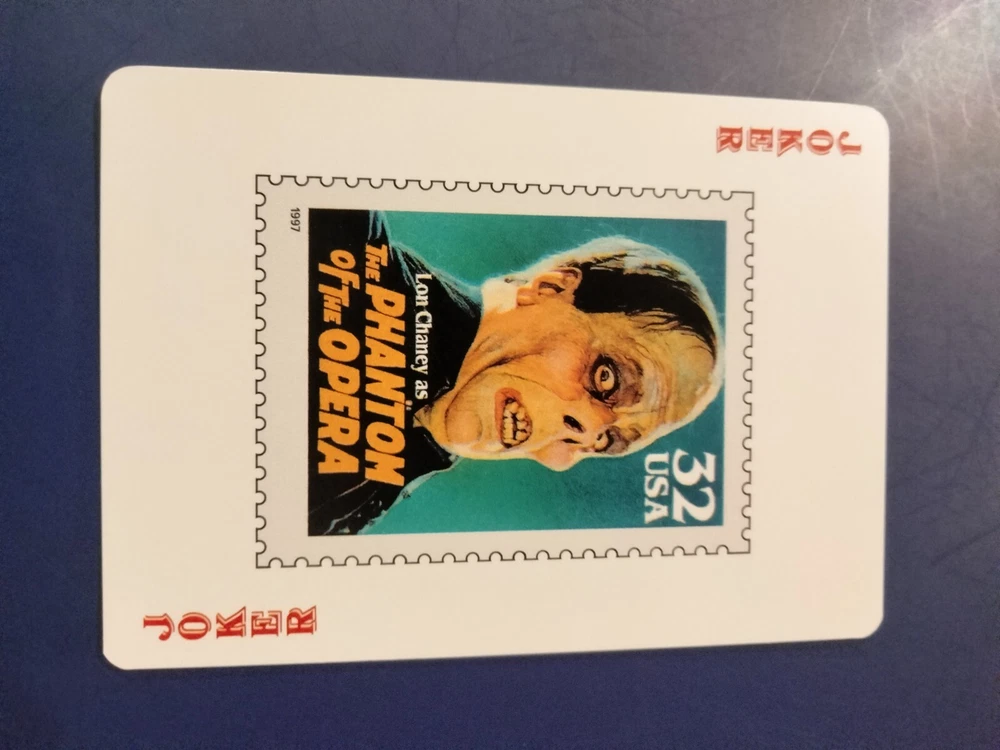 JOKER
32
USA
Lon Chaney as
THE PHANTOM
OF THE OPERA
1997
JOKER